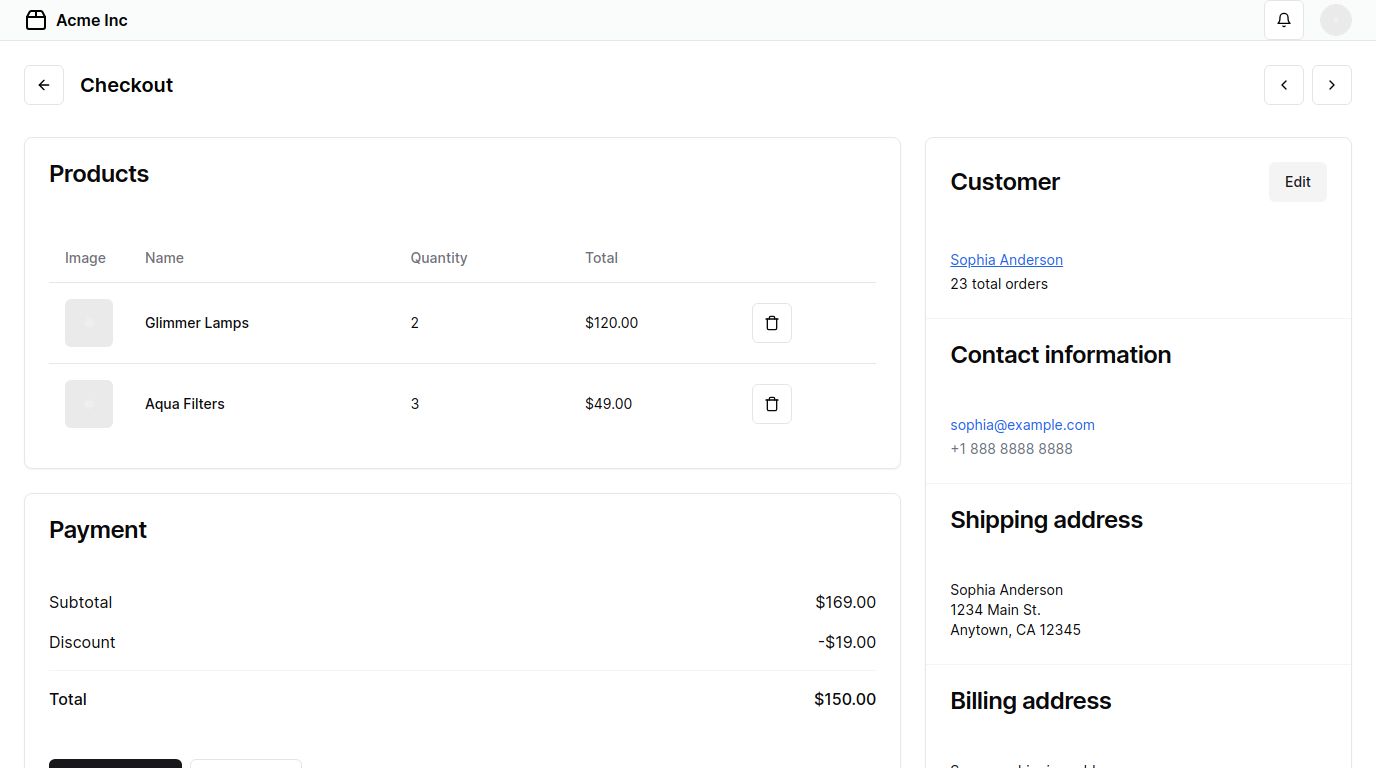 Acme Inc
Checkout
Products
Image Name Quantity Total
Glimmer Lamps 2 $120.00
Aqua Filters 3 $49.00
Payment
Subtotal $169.00
Discount -$19.00
Total $150.00
Customer Edit
Sophia Anderson
23 total orders
Contact information
sophia@example.com
+1 888 8888 8888
Shipping address
Sophia Anderson
1234 Main St.
Anytown, CA 12345
Billing address